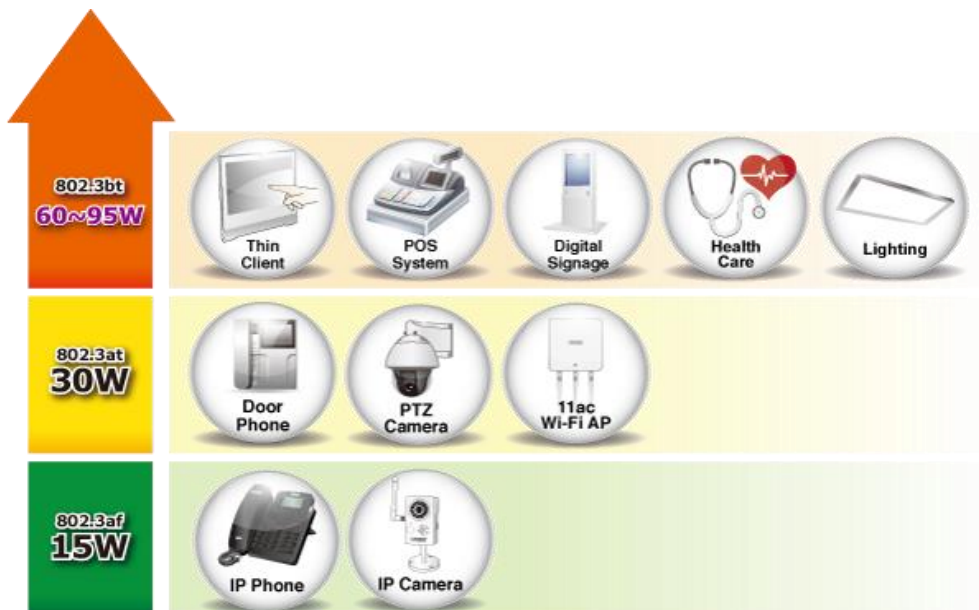 802.3bt
60~95W
Thin
Client
POS
System
Digital
Signage
Health
Care
Lighting
802.3at
30W
Door
Phone
PTZ
Camera
11ac
Wi-Fi AP
802.3af
15W
IP Phone
IP Camera